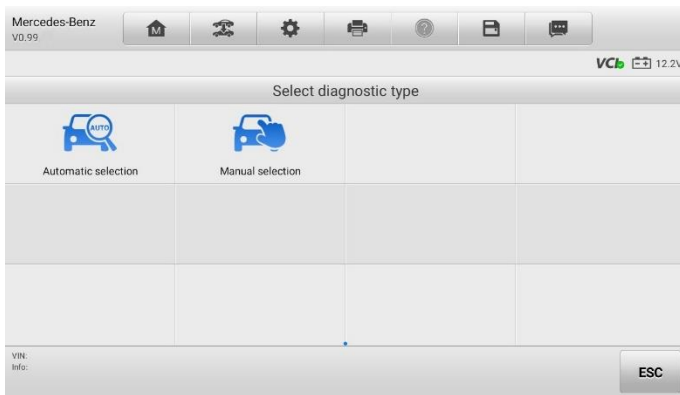 Mercedes-Benz
V0.99
M
VCI 12.2V
Select diagnostic type
AUTO
Automatic selection
Manual selection
VIN:
Info:
ESC